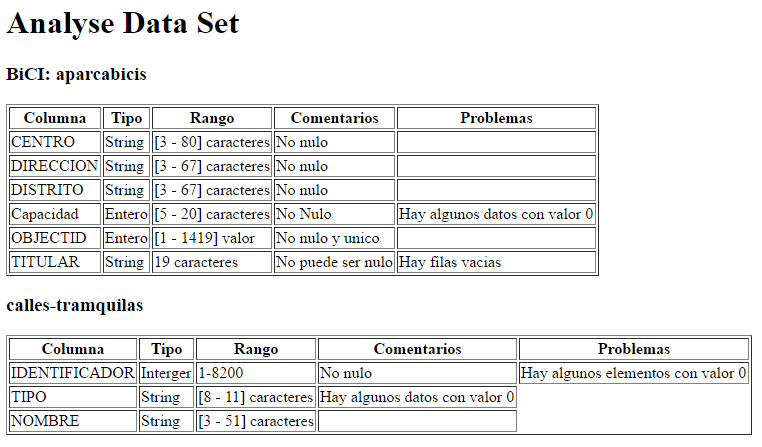 Analyse Data Set
BiCI: aparcabicis
Columna Tipo Rango Comentarios Problemas
CENTRO String [3 - 80] caracteres No nulo
DIRECCION String [3 - 67] caracteres No nulo
DISTRITO String [3 - 67] caracteres No nulo
Capacidad Entero [5 - 20] caracteres No Nulo Hay algunos datos con valor 0
OBJECTID Entero [1 - 1419] valor No nulo y unico
TITULAR String 19 caracteres No puede ser nulo Hay filas vacias
calles-tramquilas
Columna Tipo Rango Comentarios Problemas
IDENTIFICADOR Interger 1-8200 No nulo Hay algunos elementos con valor 0
TIPO String [8 - 11] caracteres Hay algunos datos con valor 0
NOMBRE String [3 - 51] caracteres